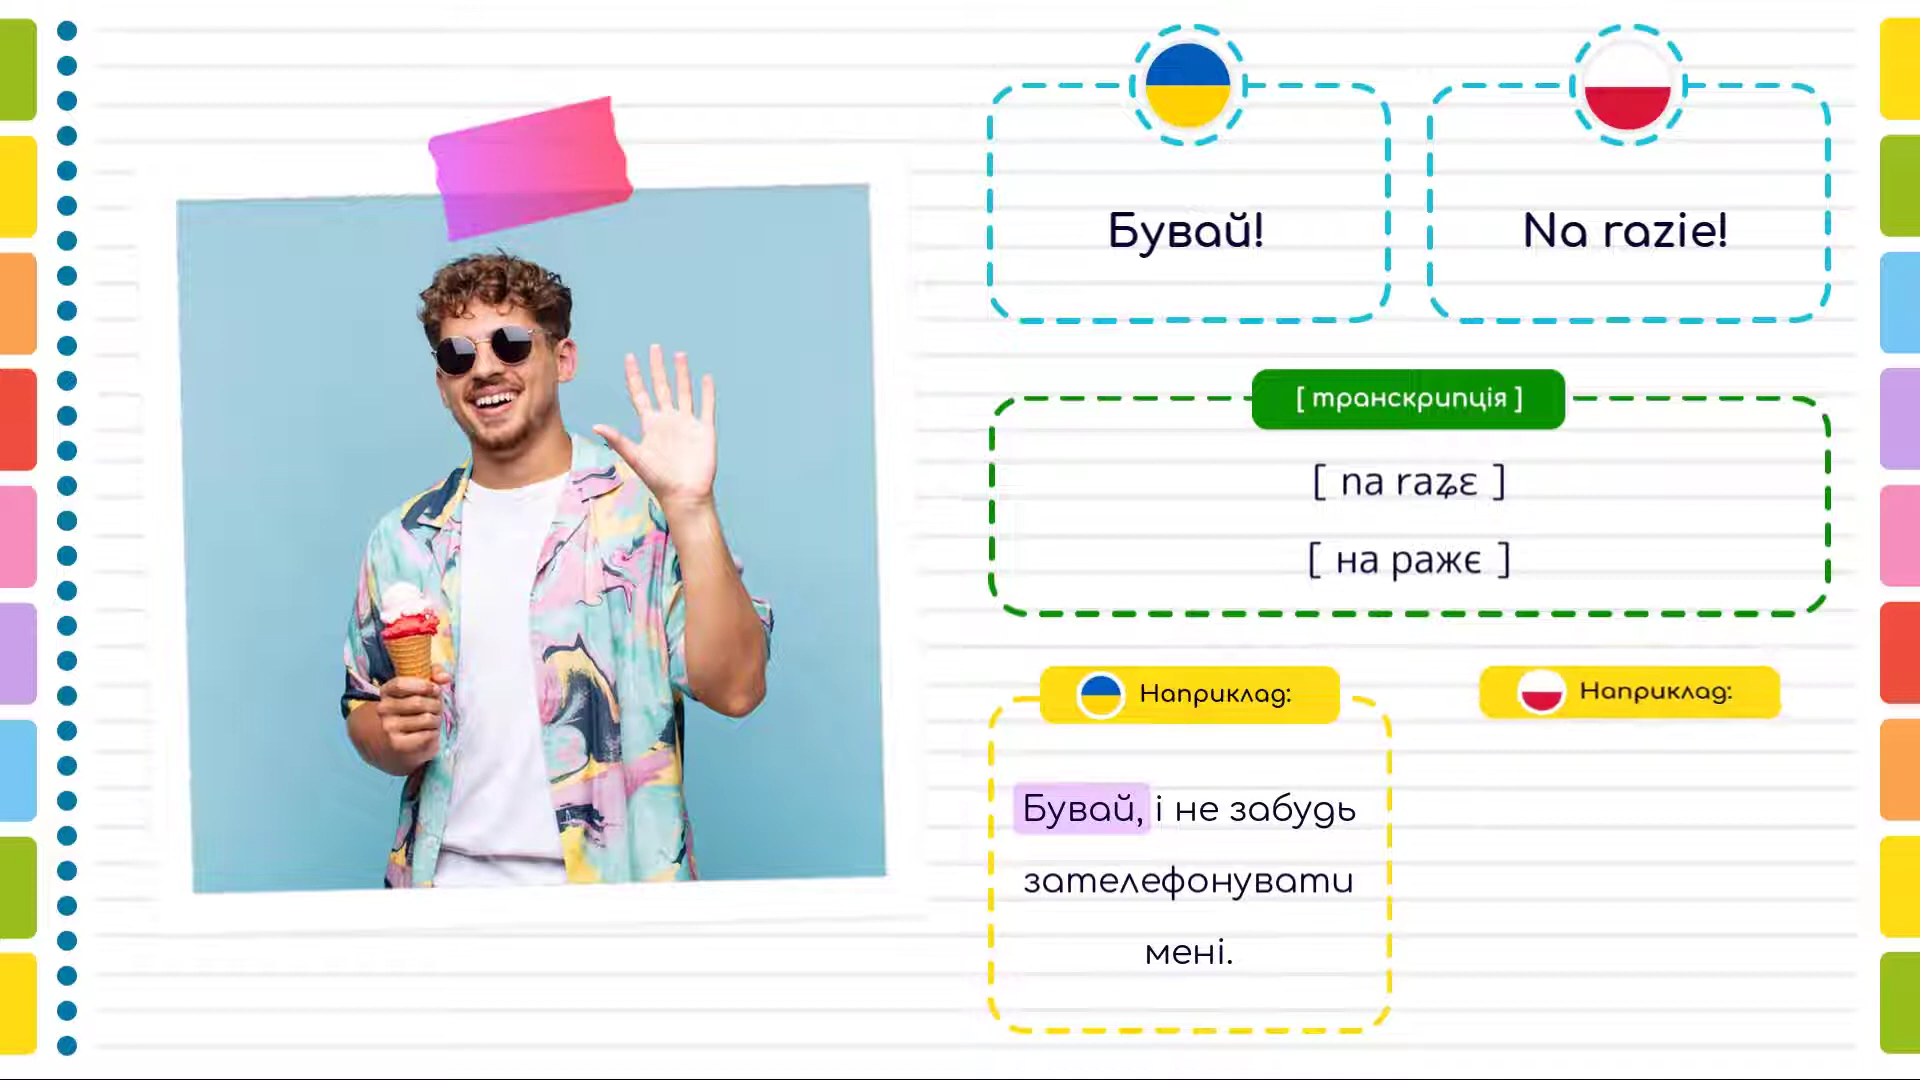 Бувай!
Na razie!
[ транскрипція ]
[ na raʑɛ ]
[ на ражє ]
Наприклад:
Бувай, і не забудь
зателефонувати
мені.
Наприклад: